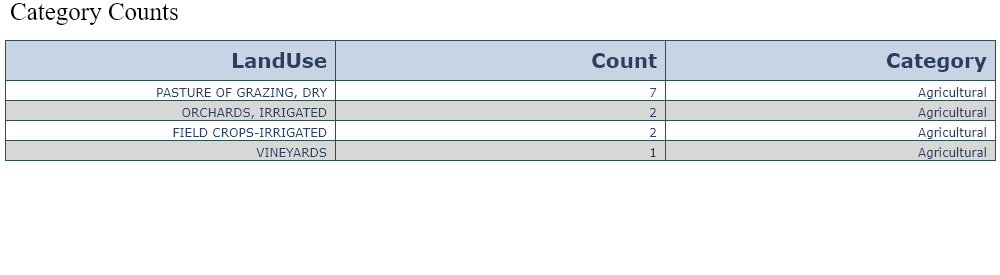 Category Counts
LandUse Count Category
PASTURE OF GRAZING, DRY 7 Agricultural
ORCHARDS, IRRIGATED 2 Agricultural
FIELD CROPS-IRRIGATED 2 Agricultural
VINEYARDS 1 Agricultural